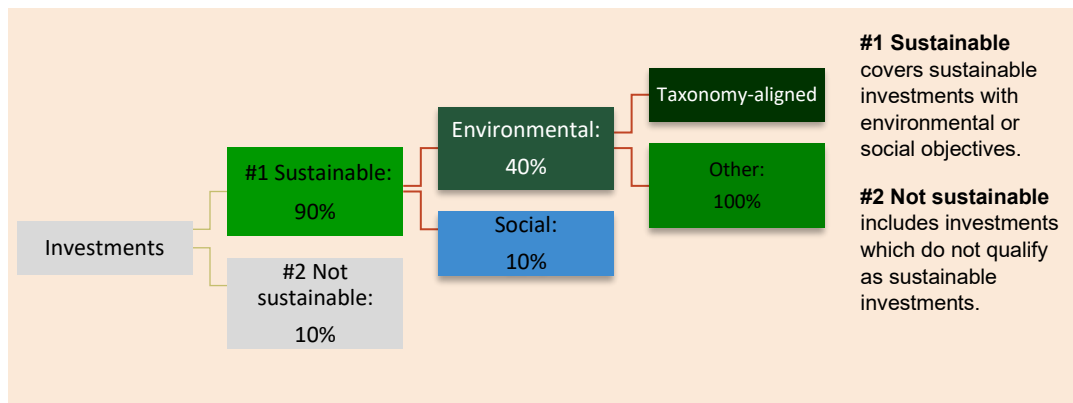 Investments
#1 Sustainable:
90%
#2 Not
sustainable:
10%
Environmental:
40%
Social:
10%
Taxonomy-aligned
Other:
100%
#1 Sustainable
covers sustainable
investments with
environmental or
social objectives.
#2 Not sustainable
includes investments
which do not qualify
as sustainable
investments.